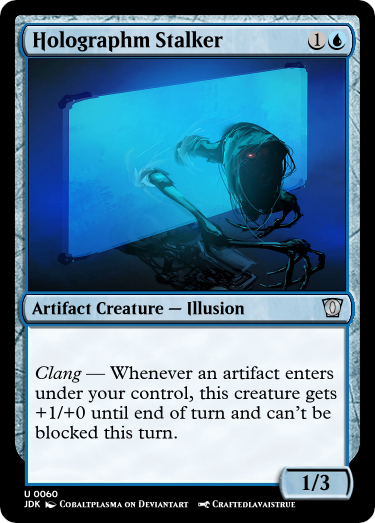 Holographm Stalker 1
Artifact Creature — Illusion
Clang — Whenever an artifact enters
under your control, this creature gets
+1/+0 until end of turn and can't be
blocked this turn.
1/3
U 0060
JDK Cobaltplasma on Deviantart Craftedlavaistrue